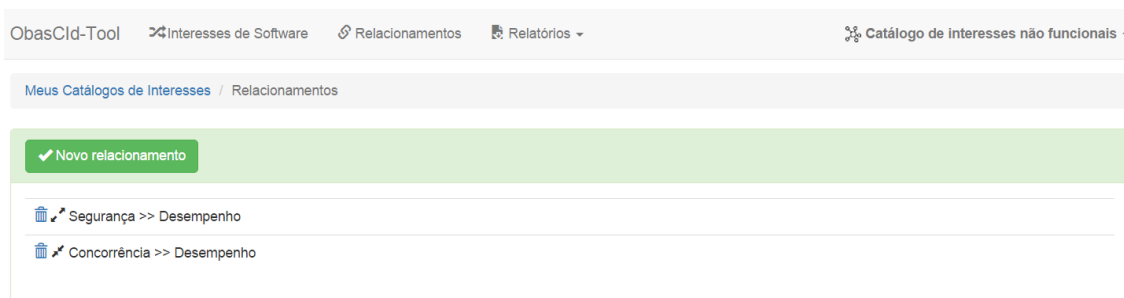 ObasCId-Tool Interesses de Software Relacionamentos Relatórios Catálogo de interesses não funcionais
Meus Catálogos de Interesses / Relacionamentos
Novo relacionamento
Segurança >> Desempenho
Concorrência >> Desempenho